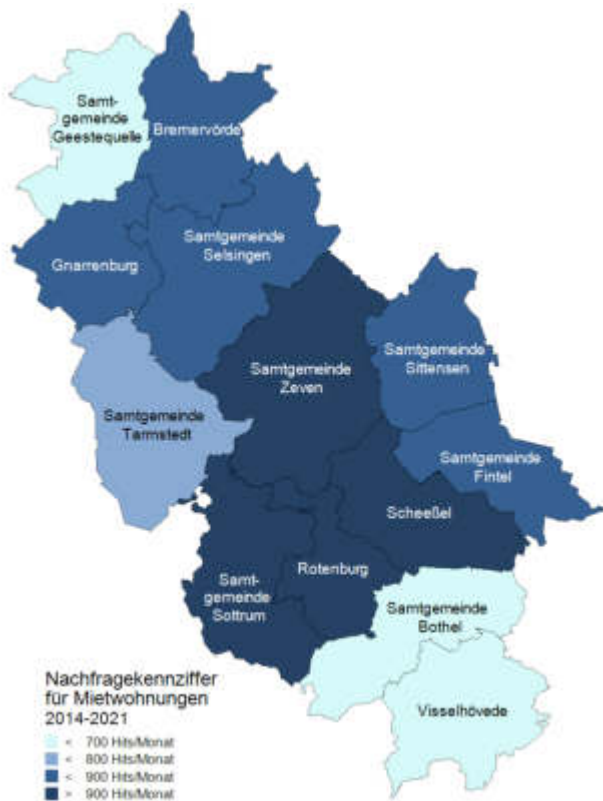 Samt-
gemeinde
Geestequelle
Bremervörde
Samtgemeinde
Selsingen
Gnarrenburg
Samtgemeinde
Sittensen
Samtgemeinde
Zeven
Samtgemeinde
Tarmstedt
Samtgemeinde
Fintel
Scheeßel
Rotenburg
Samt-
gemeinde
Sottrum
Samtgemeinde
Bothel
Visselhövede
Nachfragekennziffer
für Mietwohnungen
2014-2021
< 700 Hits/Monat
< 800 Hits/Monat
< 900 Hits/Monat
> 900 Hits/Monat